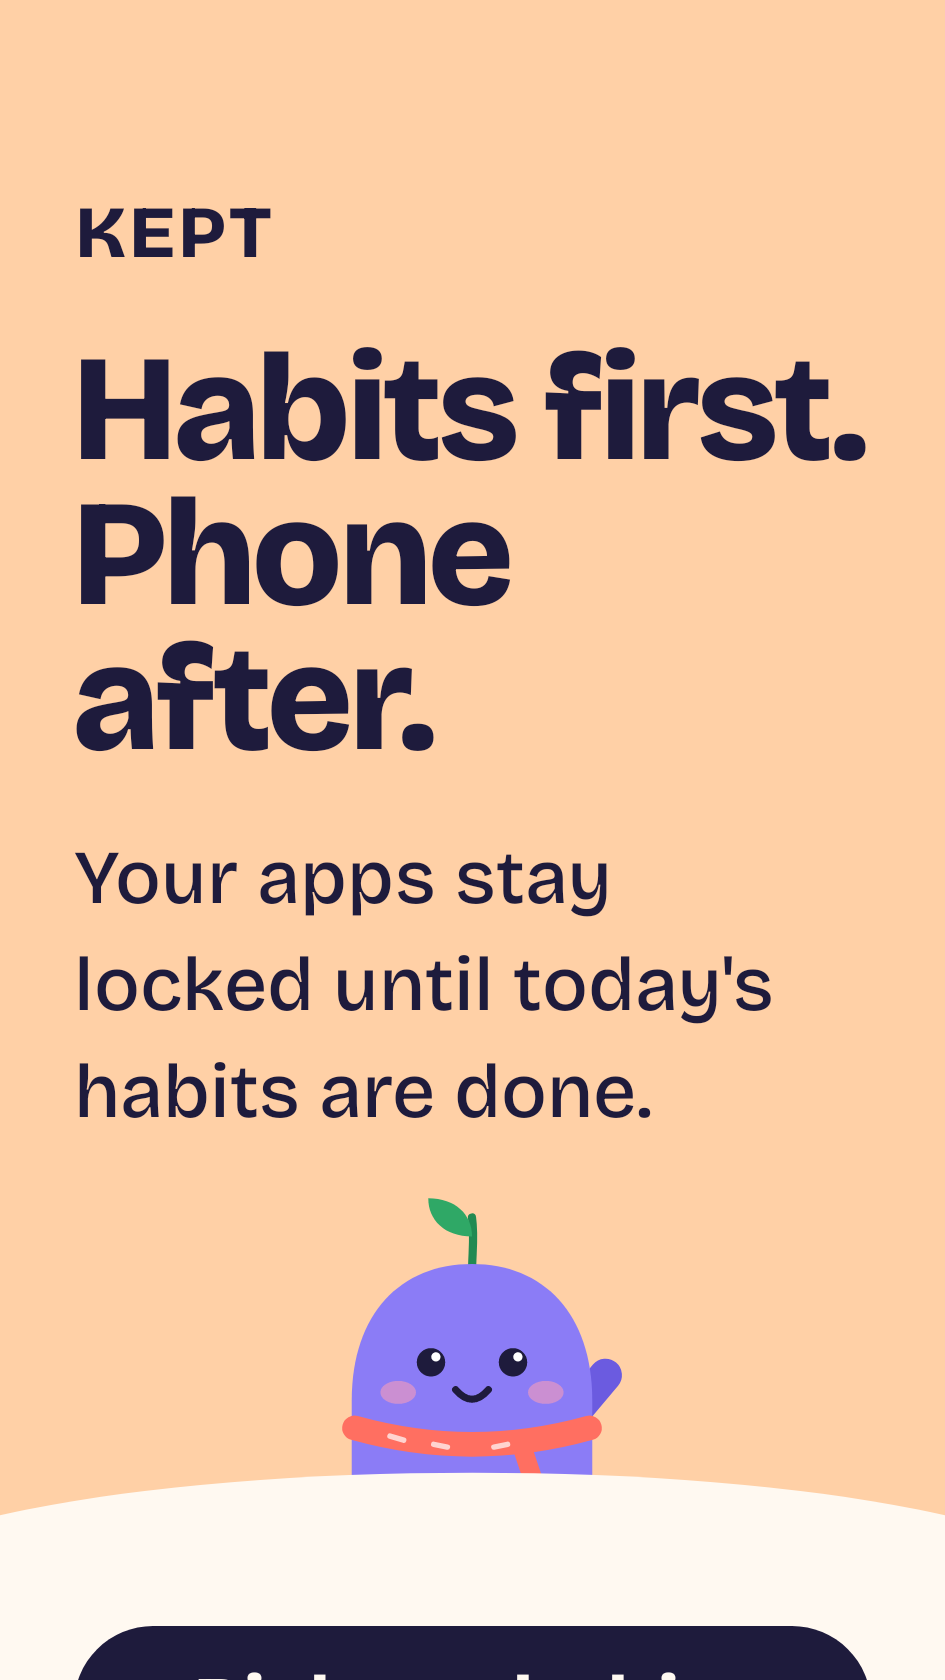 KEPT
Habits first.
Phone
after.
Your apps stay
locked until today's
habits are done.